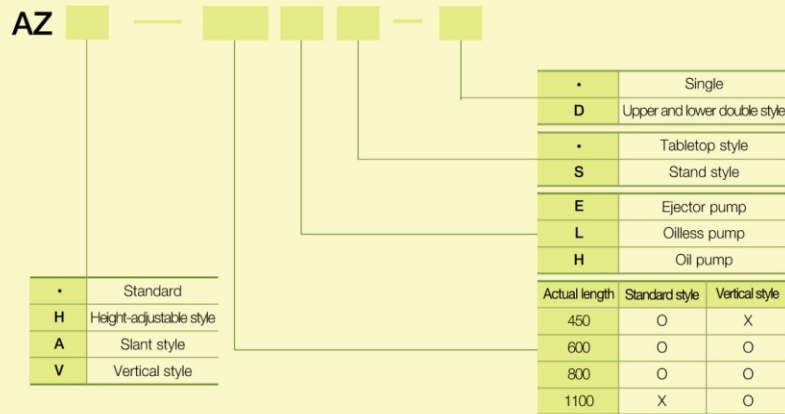 AZ
• Single
D Upper and lower double style
• Tabletop style
S Stand style
E Ejector pump
L Oilless pump
H Oil pump
• Standard
H Height-adjustable style
A Slant style
V Vertical style
Actual length Standard style Vertical style
450 O X
600 O O
800 O O
1100 X O